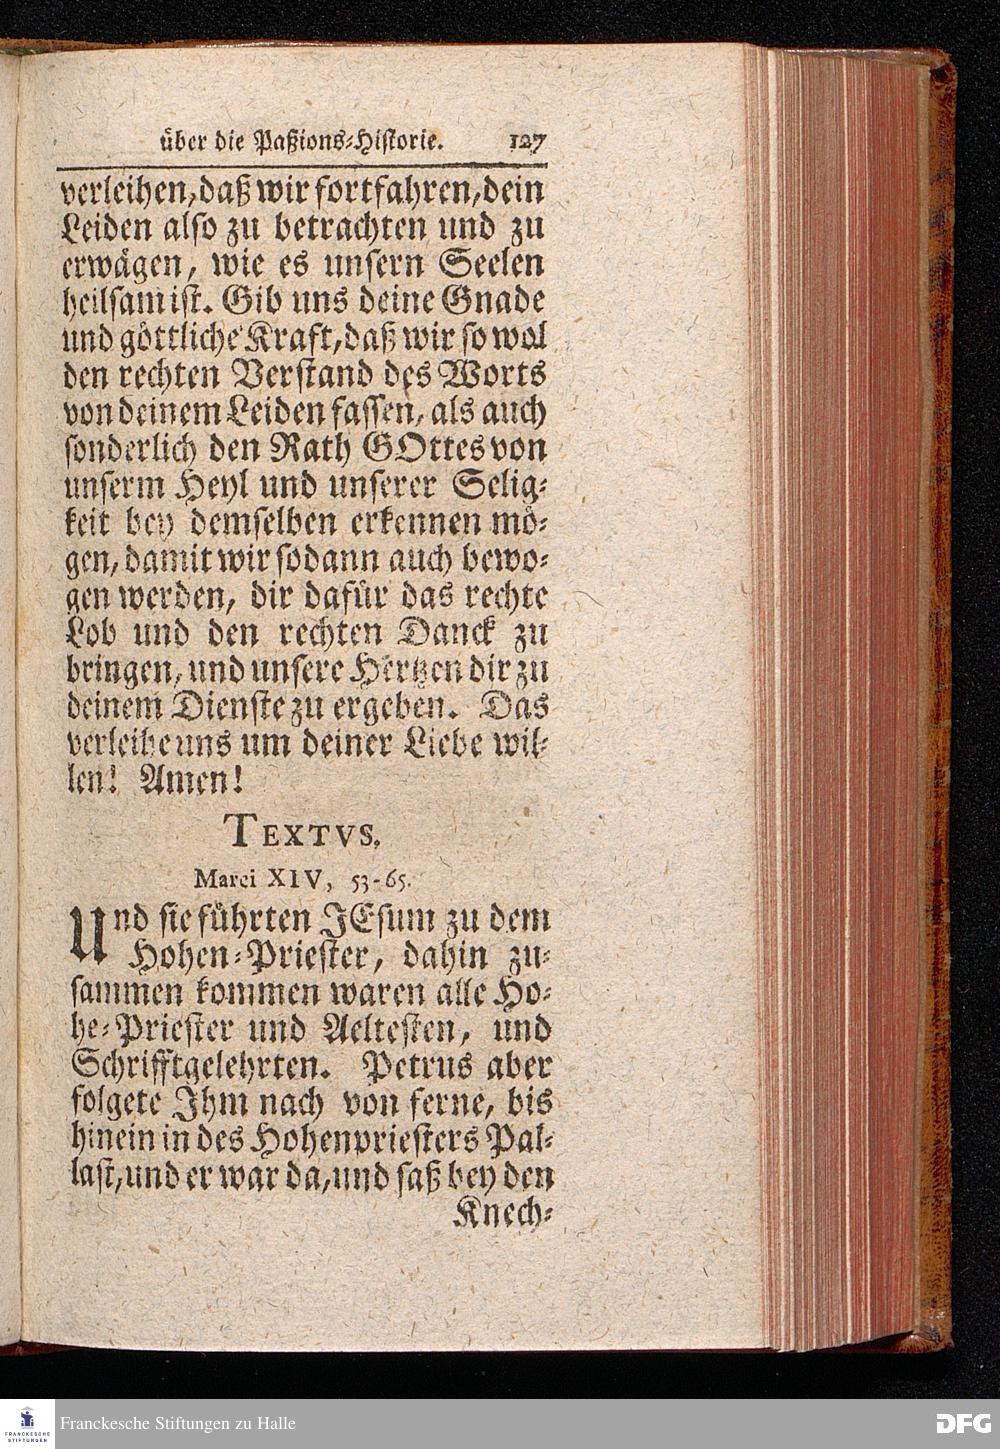 über die Paßions-Historie. 127
verleihen, daß wir fortfahren, dein
Leiden also zu betrachten und zu
erwägen, wie es unsern Seelen
heilsam ist. Gib uns deine Gnade
und göttliche Kraft, daß wir so wol
den rechten Verstand des Worts
von deinem Leiden fassen, als auch
sonderlich den Rath GOttes von
unserm Heyl und unserer Selig-
keit bey demselben erkennen mö-
gen, damit wir sodann auch bewo-
gen werden, dir dafür das rechte
Lob und den rechten Danck zu
bringen, und unsere Hertzen dir zu
deinem Dienste zu ergeben. Das
verleihe uns um deiner Liebe wil-
len! Amen!
TEXTVS.
Marci XIV, 53-65.
Und sie führten JEsum zu dem
Hohen-Priester, dahin zu-
sammen kommen waren alle Ho-
he-Priester und Aeltesten, und
Schrifftgelehrten. Petrus aber
folgete Ihm nach von ferne, bis
hinein in des Hohenpriesters Pal-
last, und er war da, und saß bey den
Knech-
FRANCKESCHE
STIFTUNGEN
Franckesche Stiftungen zu Halle
DFG